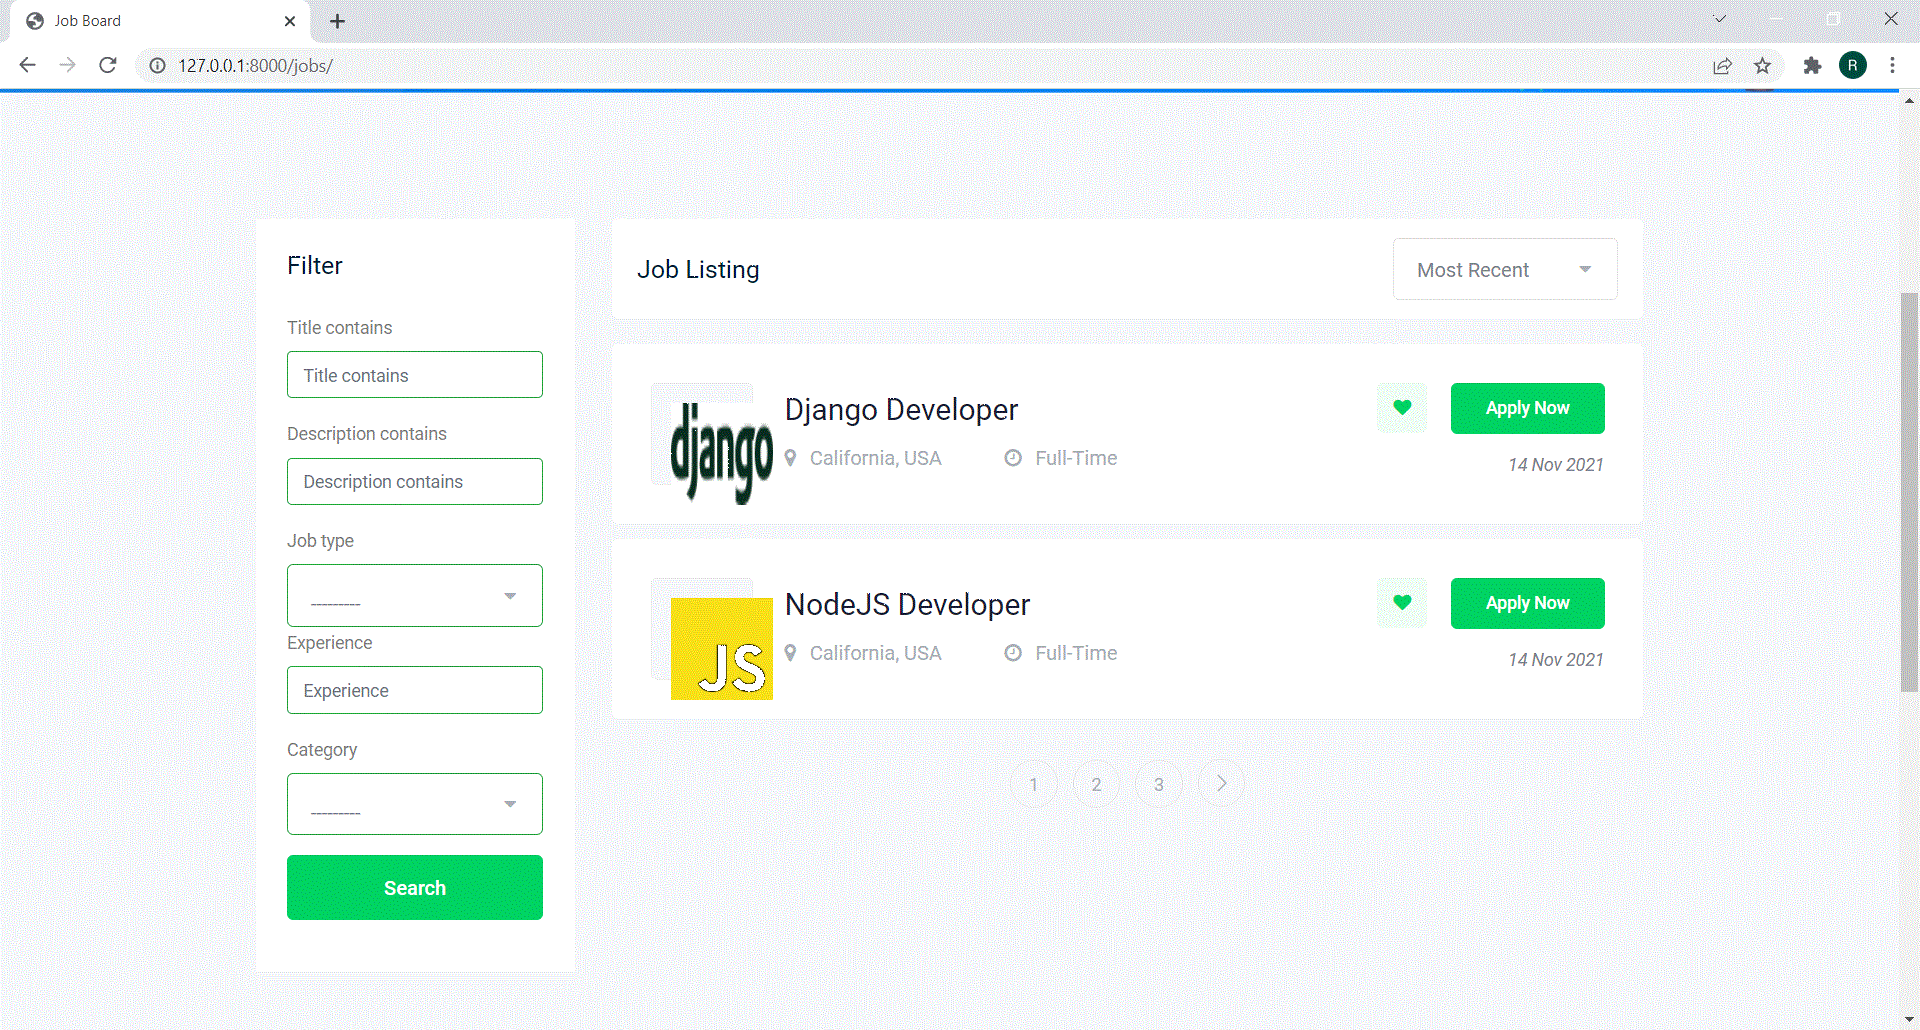 Job Board
127.0.0.1:8000/jobs/
R
Filter
Title contains
Title contains
Description contains
Description contains
Job type
---------
Experience
Experience
Category
---------
Search
Job Listing
Most Recent
django
Django Developer
California, USA
Full-Time
Apply Now
14 Nov 2021
JS
NodeJS Developer
California, USA
Full-Time
Apply Now
14 Nov 2021
1 2 3